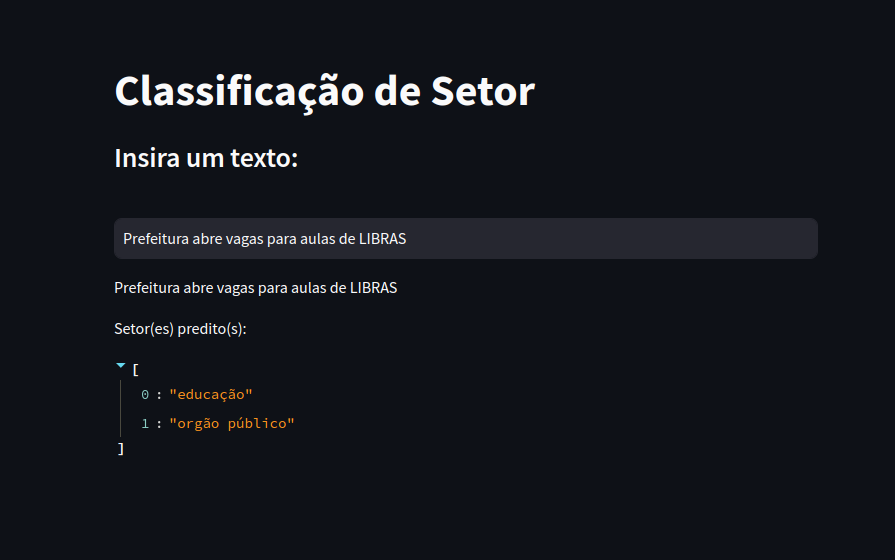 Classificação de Setor
Insira um texto:
Prefeitura abre vagas para aulas de LIBRAS
Prefeitura abre vagas para aulas de LIBRAS
Setor(es) predito(s):
[
0 : "educação"
1 : "orgão público"
]